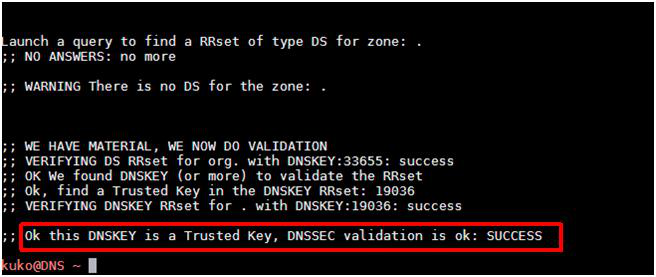 Launch a query to find a RRset of type DS for zone: .
;; NO ANSWERS: no more
;; WARNING There is no DS for the zone: .
;; WE HAVE MATERIAL, WE NOW DO VALIDATION
;; VERIFYING DS RRset for org. with DNSKEY:33655: success
;; OK We found DNSKEY (or more) to validate the RRset
;; Ok, find a Trusted Key in the DNSKEY RRset: 19036
;; VERIFYING DNSKEY RRset for . with DNSKEY:19036: success
;; Ok this DNSKEY is a Trusted Key, DNSSEC validation is ok: SUCCESS
kuko@DNS ~